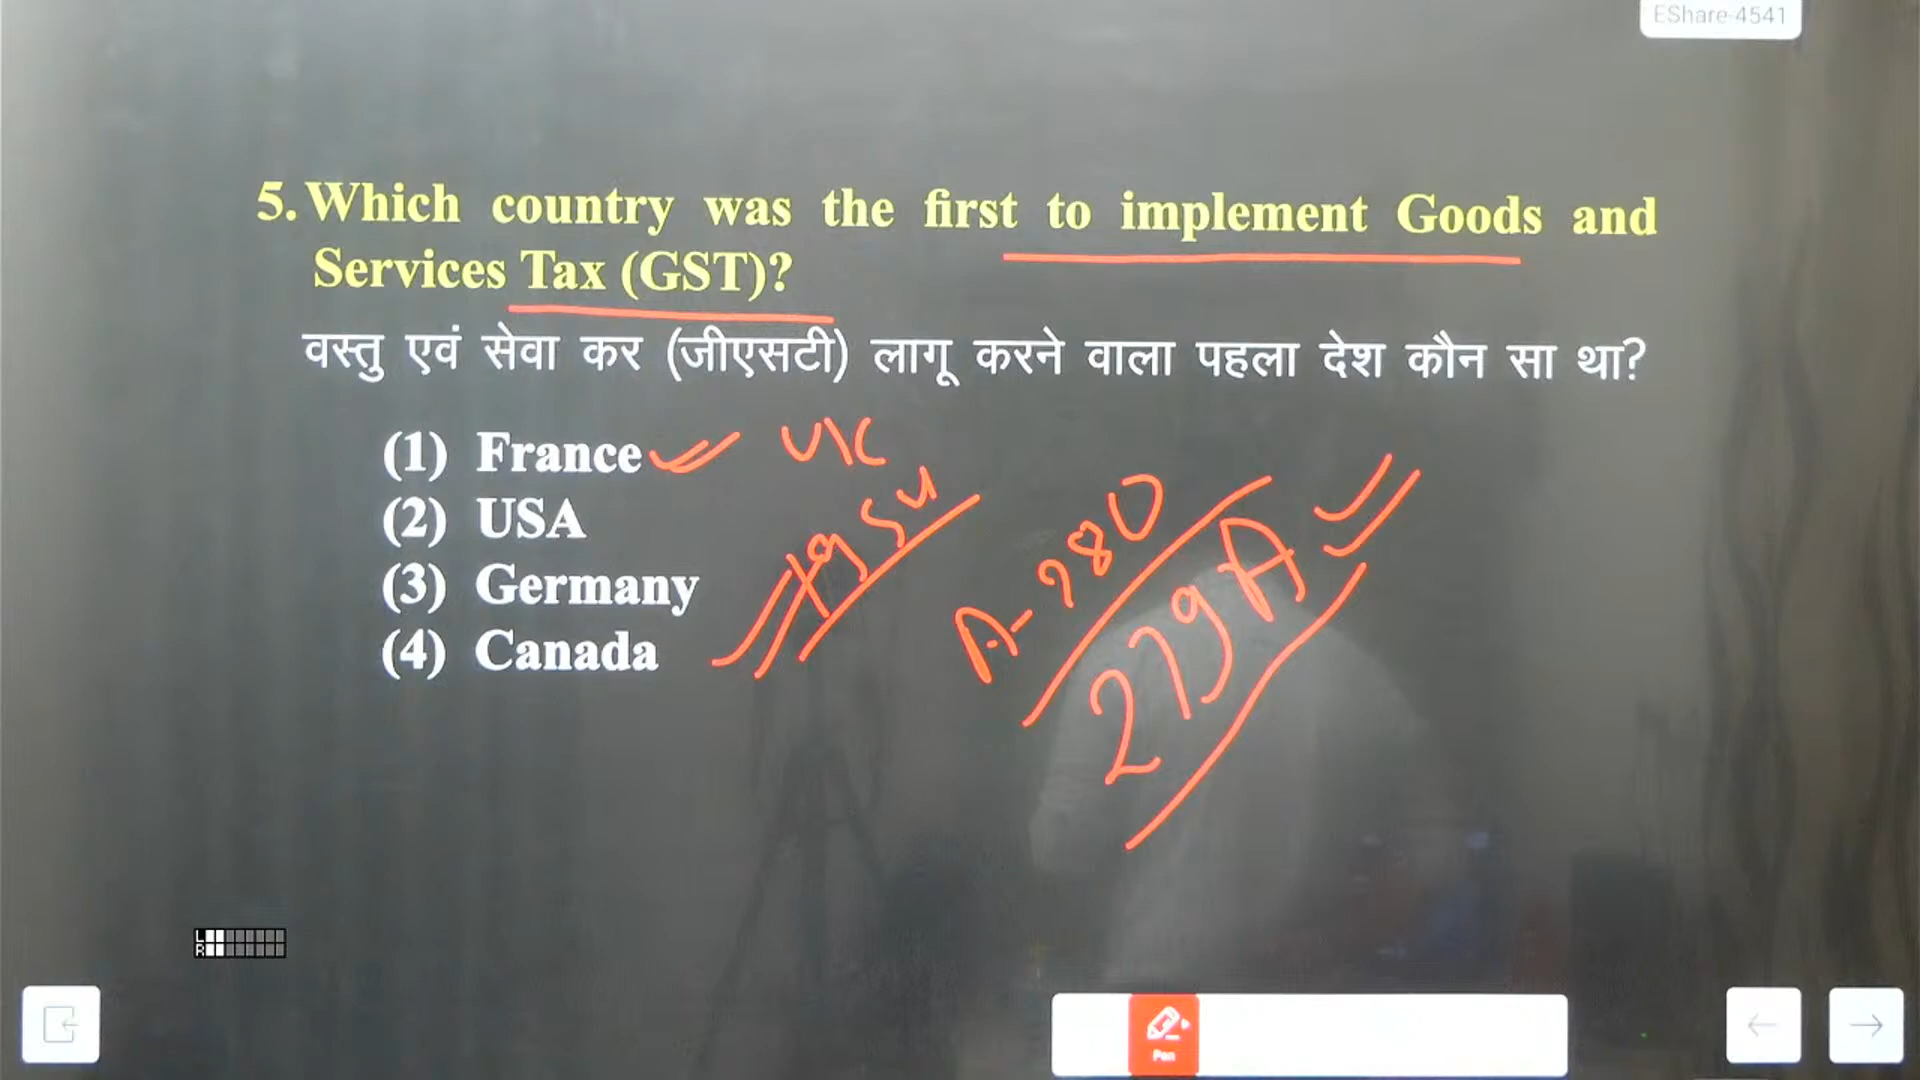 EShare-4541
5. Which country was the first to implement Goods and
Services Tax (GST)?
वस्तु एवं सेवा कर (जीएसटी) लागू करने वाला पहला देश कौन सा था?
(1) France
(2) USA
(3) Germany
(4) Canada
1954
A-280
279A
L
R
Pen